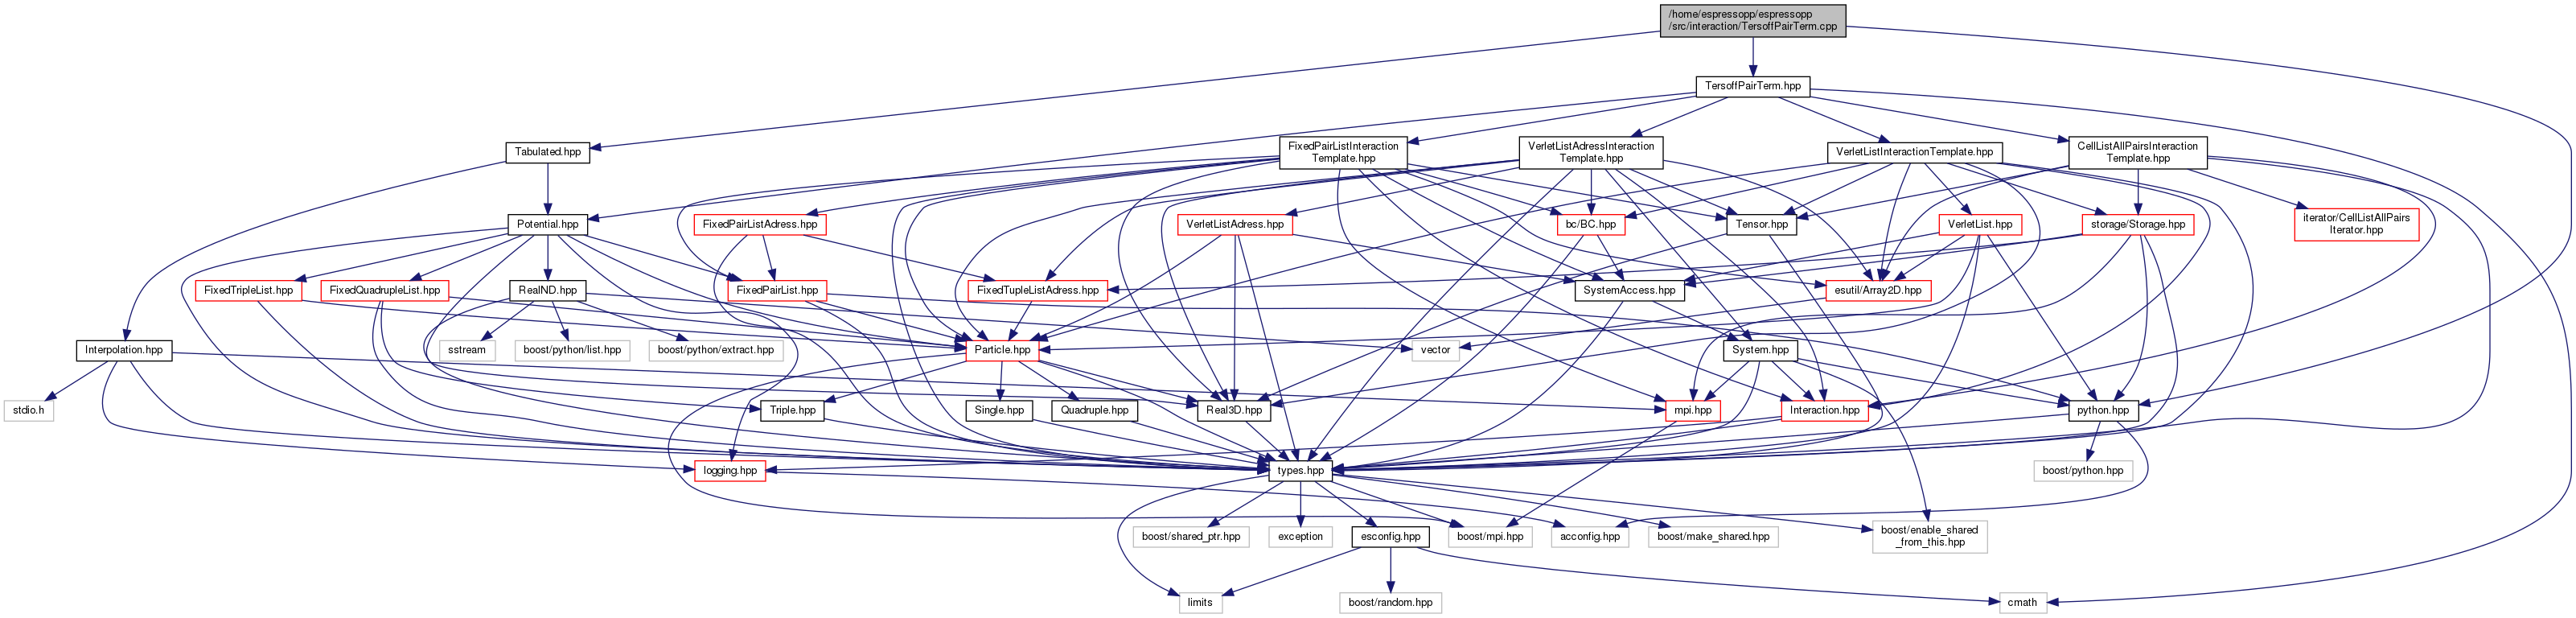 /home/espressopp/espressopp
/src/interaction/TersoffPairTerm.cpp
TersoffPairTerm.hpp
Tabulated.hpp
FixedPairListInteraction
Template.hpp
VerletListAdressInteraction
Template.hpp
VerletListInteractionTemplate.hpp
CellListAllPairsInteraction
Template.hpp
Potential.hpp
FixedPairListAdress.hpp
VerletListAdress.hpp
bc/BC.hpp
Tensor.hpp
VerletList.hpp
storage/Storage.hpp
iterator/CellListAllPairs
Iterator.hpp
FixedTripleList.hpp
FixedQuadrupleList.hpp
RealND.hpp
FixedPairList.hpp
FixedTupleListAdress.hpp
SystemAccess.hpp
esutil/Array2D.hpp
Interpolation.hpp
sstream
boost/python/list.hpp
boost/python/extract.hpp
vector
Particle.hpp
System.hpp
stdio.h
Triple.hpp
Single.hpp
Quadruple.hpp
Real3D.hpp
mpi.hpp
Interaction.hpp
python.hpp
logging.hpp
types.hpp
boost/python.hpp
boost/shared_ptr.hpp
exception
esconfig.hpp
boost/mpi.hpp
acconfig.hpp
boost/make_shared.hpp
boost/enable_shared
_from_this.hpp
limits
boost/random.hpp
cmath